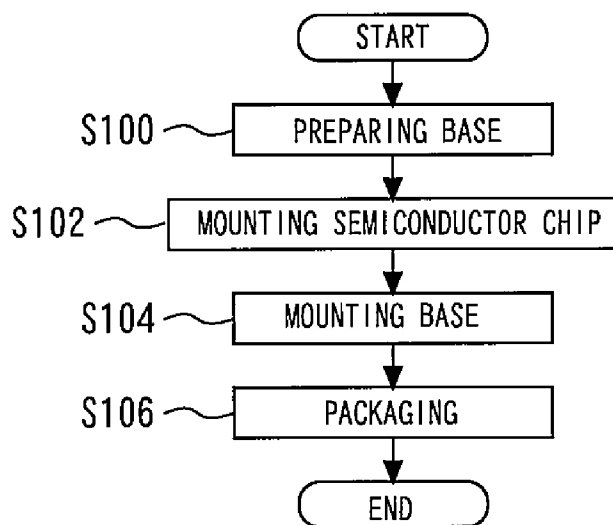 START
S100 PREPARING BASE
S102 MOUNTING SEMICONDUCTOR CHIP
S104 MOUNTING BASE
S106 PACKAGING
END